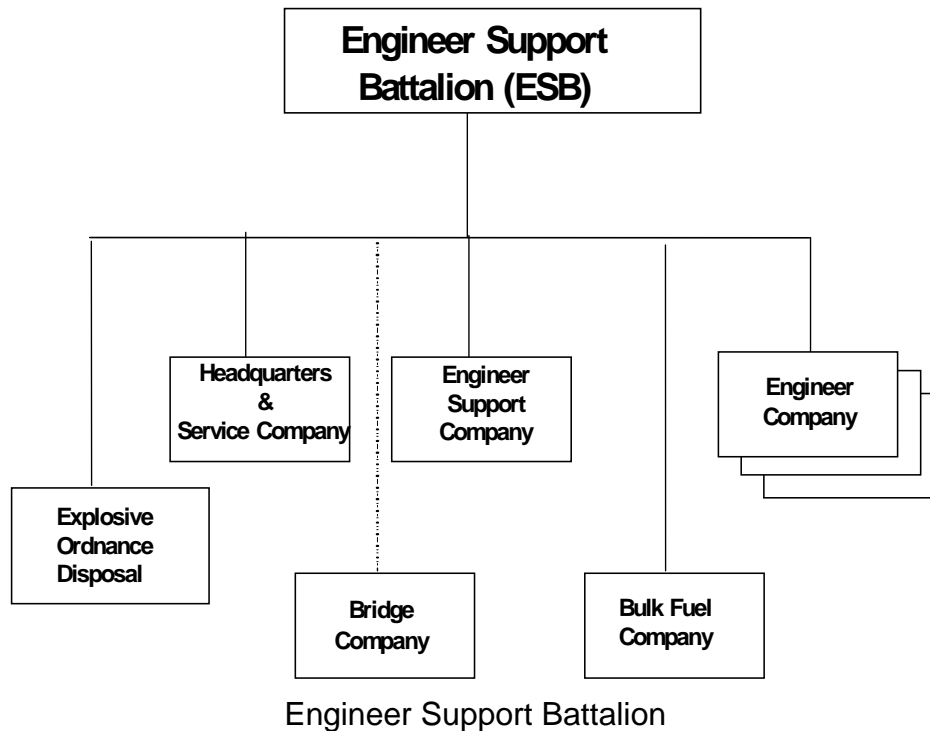 Engineer Support
Battalion (ESB)
Headquarters
&
Service Company
Engineer
Support
Company
Engineer
Company
Explosive
Ordnance
Disposal
Bridge
Company
Bulk Fuel
Company
Engineer Support Battalion